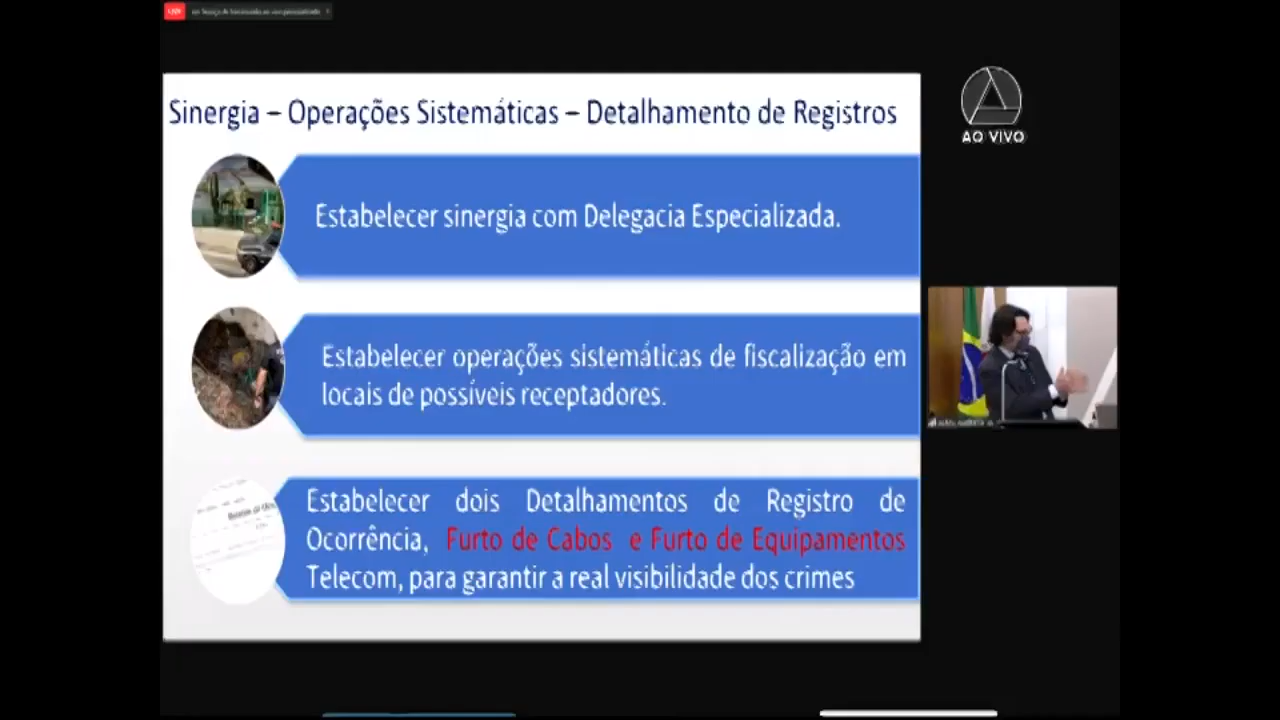 Sinergia – Operações Sistemáticas – Detalhamento de Registros
AO VIVO
Estabelecer sinergia com Delegacia Especializada.
Estabelecer operações sistemáticas de fiscalização em
locais de possíveis receptadores.
Estabelecer dois Detalhamentos de Registro de
Ocorrência, Furto de Cabos e Furto de Equipamentos
Telecom, para garantir a real visibilidade dos crimes